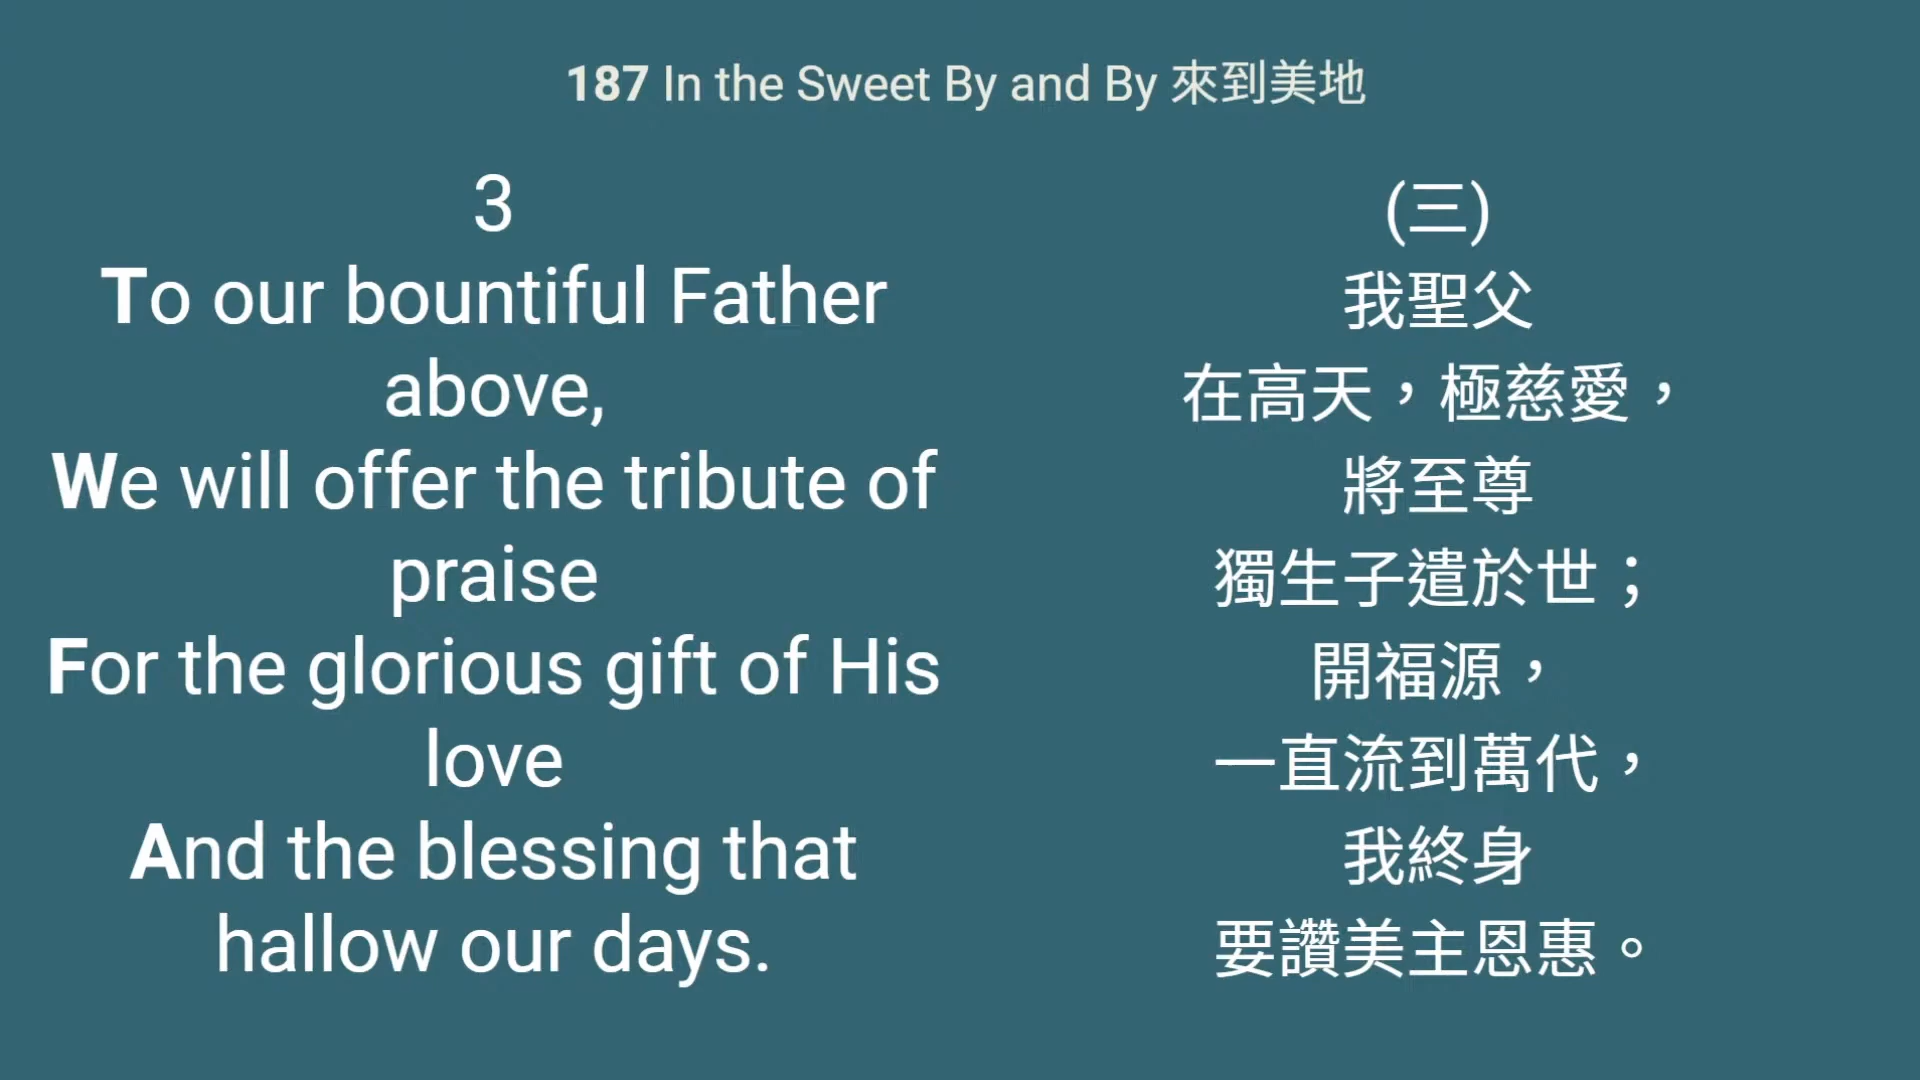 187 In the Sweet By and By 來到美地
3
To our bountiful Father
above,
We will offer the tribute of
praise
For the glorious gift of His
love
And the blessing that
hallow our days.
(三)
我聖父
在高天，極慈愛，
將至尊
獨生子遣於世；
開福源，
一直流到萬代，
我終身
要讚美主恩惠。